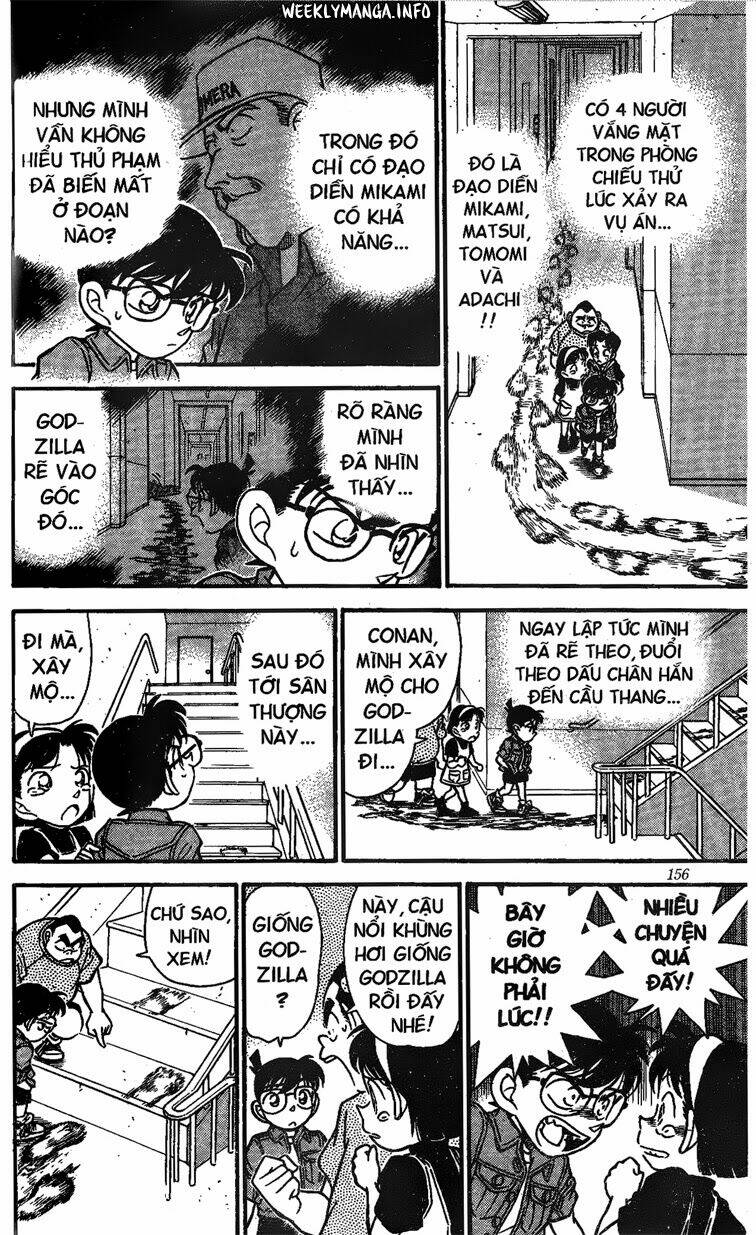 WEEKLYMANGA.INFO
CÓ 4 NGƯỜI
VẮNG MẶT
TRONG PHÒNG
CHIẾU THỬ
LÚC XẢY RA
VỤ ÁN...
ĐÓ LÀ
ĐẠO DIỄN
MIKAMI,
MATSUI,
TOMOMI
VÀ
ADACHI
!!
TRONG ĐÓ
CHỈ CÓ ĐẠO
DIỄN MIKAMI
CÓ KHẢ
NĂNG...
MERA
NHƯNG MÌNH
VẪN KHÔNG
HIỂU THỦ PHẠM
ĐÃ BIẾN MẤT
Ở ĐOẠN
NÀO?
RÕ RÀNG
MÌNH
ĐÃ NHÌN
THẤY...
GOD-
ZILLA
RẼ VÀO
GÓC
ĐÓ...
NGAY LẬP TỨC MÌNH
ĐÃ RẼ THEO, ĐUỔI
THEO DẤU CHÂN HẮN
ĐẾN CẦU THANG...
CONAN,
MÌNH XÂY
MỘ CHO
GOD-
ZILLA
ĐI...
SAU ĐÓ
TỚI SÂN
THƯỢNG
NÀY...
ĐI MÀ,
XÂY
MỘ...
156
NHIỀU
CHUYỆN
QUÁ
ĐẤY!
BÂY
GIỜ
KHÔNG
PHẢI
LÚC!!
NÀY, CẬU
NỔI KHÙNG
HƠI GIỐNG
GODZILLA
RỒI ĐẤY
NHÉ!
GIỐNG
GOD-
ZILLA
?
CHỨ SAO,
NHÌN
XEM!